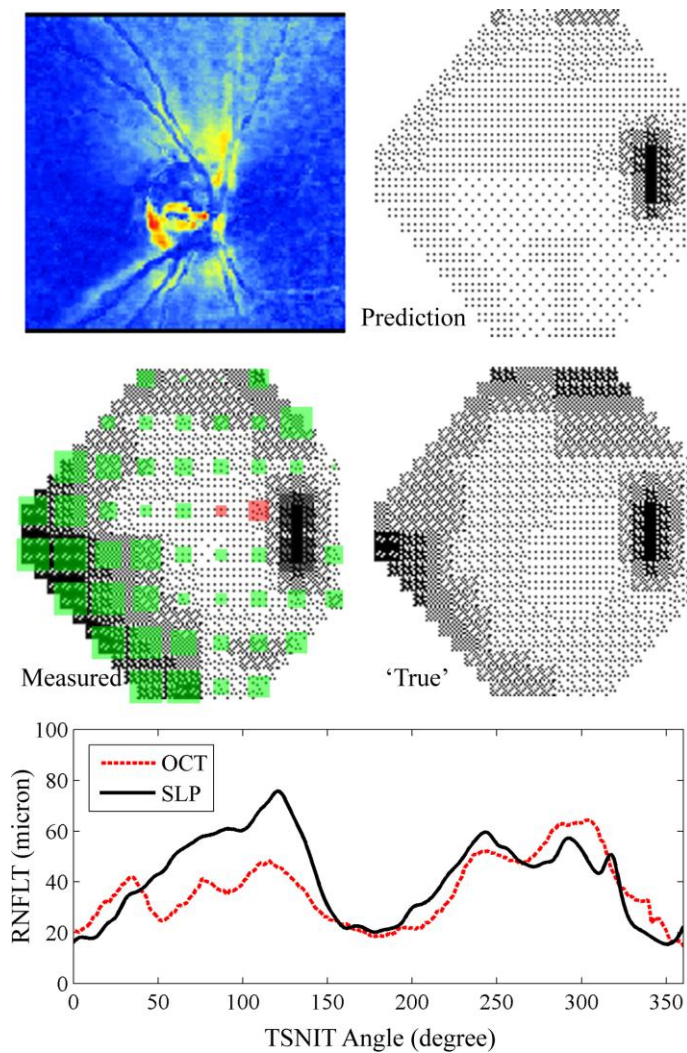 Prediction
Measured
‘True’
100
80
60
40
20
0
RNFLT (micron)
OCT
SLP
0
50
100
150
200
250
300
350
TSNIT Angle (degree)